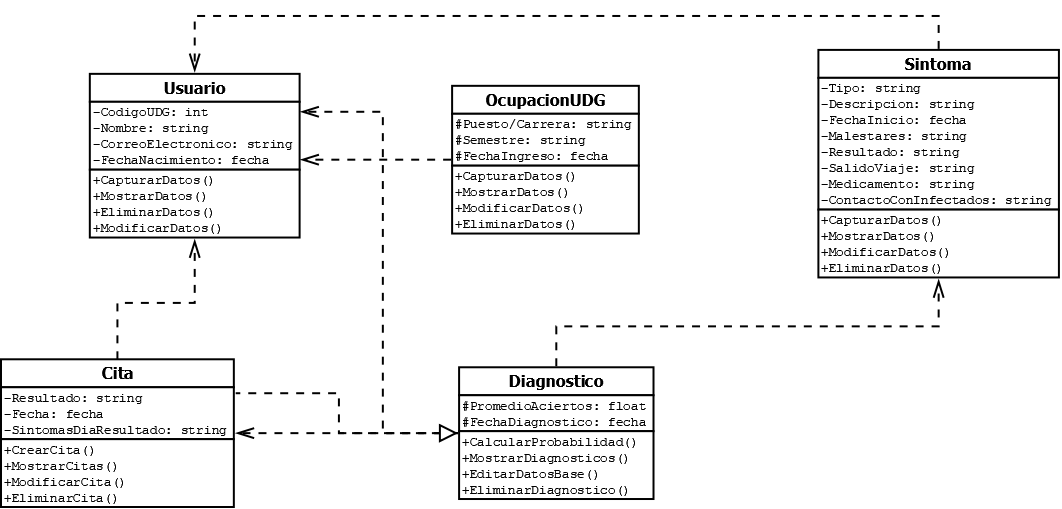 Usuario
-CodigoUDG: int
-Nombre: string
-CorreoElectronico: string
-FechaNacimiento: fecha
+CapturarDatos()
+MostrarDatos()
+EliminarDatos()
+ModificarDatos()
OcupacionUDG
#Puesto/Carrera: string
#Semestre: string
#FechaIngreso: fecha
+CapturarDatos()
+MostrarDatos()
+ModificarDatos()
+EliminarDatos()
Sintoma
-Tipo: string
-Descripcion: string
-FechaInicio: fecha
-Malestares: string
-Resultado: string
-SalidoViaje: string
-Medicamento: string
-ContactoConInfectados: string
+CapturarDatos()
+MostrarDatos()
+ModificarDatos()
+EliminarDatos()
Cita
-Resultado: string
-Fecha: fecha
-SintomasDiaResultado: string
+CrearCita()
+MostrarCitas()
+ModificarCita()
+EliminarCita()
Diagnostico
#PromedioAciertos: float
#FechaDiagnostico: fecha
+CalcularProbabilidad()
+MostrarDiagnosticos()
+EditarDatosBase()
+EliminarDiagnostico()